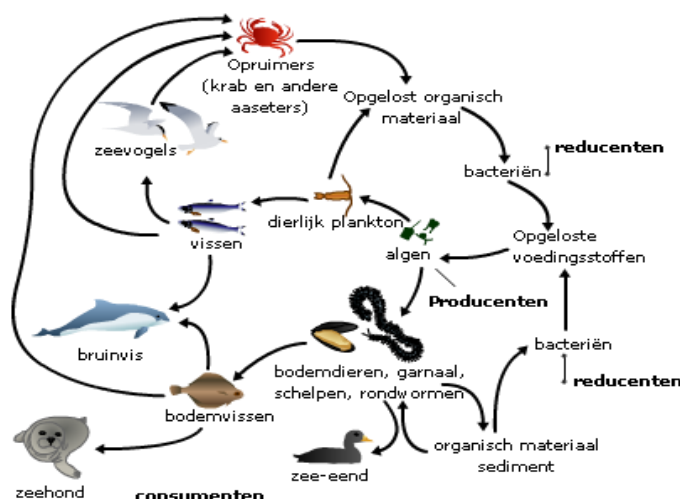 Opruimers
(krab en andere
aaseters)
Opgelost organisch
materiaal
reducenten
zeevogels
bacteriën
dierlijk plankton
vissen
algen
Opgeloste
voedingsstoffen
Producenten
bruinvis
bacteriën
bodemdieren, garnaal,
schelpen, rondwormen
reducenten
bodemvissen
organisch materiaal
sediment
zee-eend
zeehond
consumenten